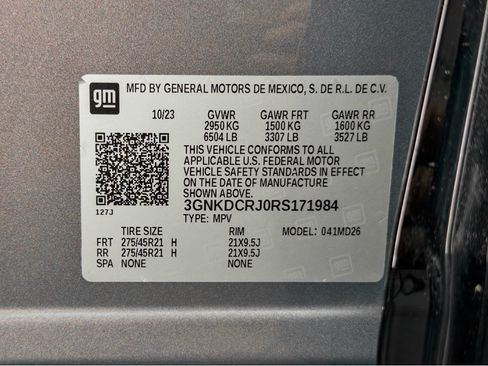 gm
MFD BY GENERAL MOTORS DE MEXICO, S. DE R.L. DE C.V.
10/23 GVWR GAWR FRT GAWR RR
2950 KG 1500 KG 1600 KG
6504 LB 3307 LB 3527 LB
THIS VEHICLE CONFORMS TO ALL
APPLICABLE U.S. FEDERAL MOTOR
VEHICLE SAFETY STANDARDS IN EFFECT
ON THE DATE OF MANUFACTURE SHOWN ABOVE.
3GNKDCRJ0RS171984
127J TYPE: MPV
TIRE SIZE RIM MODEL: 041MD26
FRT 275/45R21 H 21X9.5J
RR 275/45R21 H 21X9.5J
SPA NONE NONE